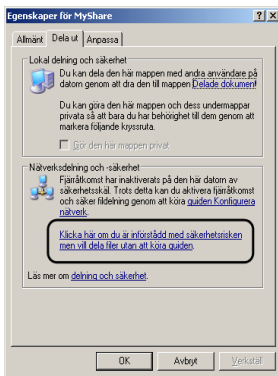 Egenskaper för MyShare
Allmänt Dela ut Anpassa
Lokal delning och säkerhet
Du kan dela den här mappen med andra användare på
datorn genom att dra den till mappen Delade dokument
Du kan göra den här mappen och dess undermappar
privata så att bara du har behörighet till dem genom att
markera följande kryssruta.
Gör den här mappen privat
Nätverksdelning och -säkerhet
Fjärråtkomst har inaktiverats på den här datorn av
säkerhetsskäl. Trots detta kan du aktivera fjärråtkomst
och säker fildelning genom att köra guiden Konfigurera
nätverk.
Klicka här om du är införstådd med säkerhetsrisken
men vill dela filer utan att köra guiden.
Läs mer om delning och säkerhet.
OK Avbryt Verkställ